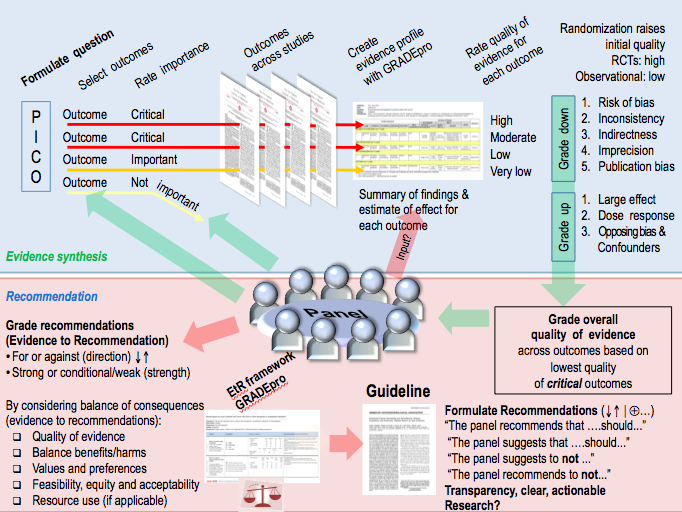 Formulate question
Select outcomes
Rate importance
Outcomes
across studies
Create
evidence profile
with GRADEpro
Rate quality of
evidence for
each outcome
Randomization raises
initial quality
RCTs: high
Observational: low
P
I
C
O
Outcome Critical
Outcome Critical
Outcome Important
Outcome Not important
High
Moderate
Low
Very low
Summary of findings &
estimate of effect for
each outcome
Grade down
1. Risk of bias
2. Inconsistency
3. Indirectness
4. Imprecision
5. Publication bias
Grade up
1. Large effect
2. Dose response
3. Opposing bias &
Confounders
Input?
Evidence synthesis
Recommendation
Panel
Grade recommendations
(Evidence to Recommendation)
• For or against (direction) ↓↑
• Strong or conditional/weak (strength)
By considering balance of consequences
(evidence to recommendations):
❑ Quality of evidence
❑ Balance benefits/harms
❑ Values and preferences
❑ Feasibility, equity and acceptability
❑ Resource use (if applicable)
EtR framework
GRADEpro
Guideline
Grade overall
quality of evidence
across outcomes based on
lowest quality
of critical outcomes
Formulate Recommendations (↓↑ | ⊕…)
“The panel recommends that ….should...”
“The panel suggests that ….should...”
“The panel suggests to not ...”
“The panel recommends to not...”
Transparency, clear, actionable
Research?